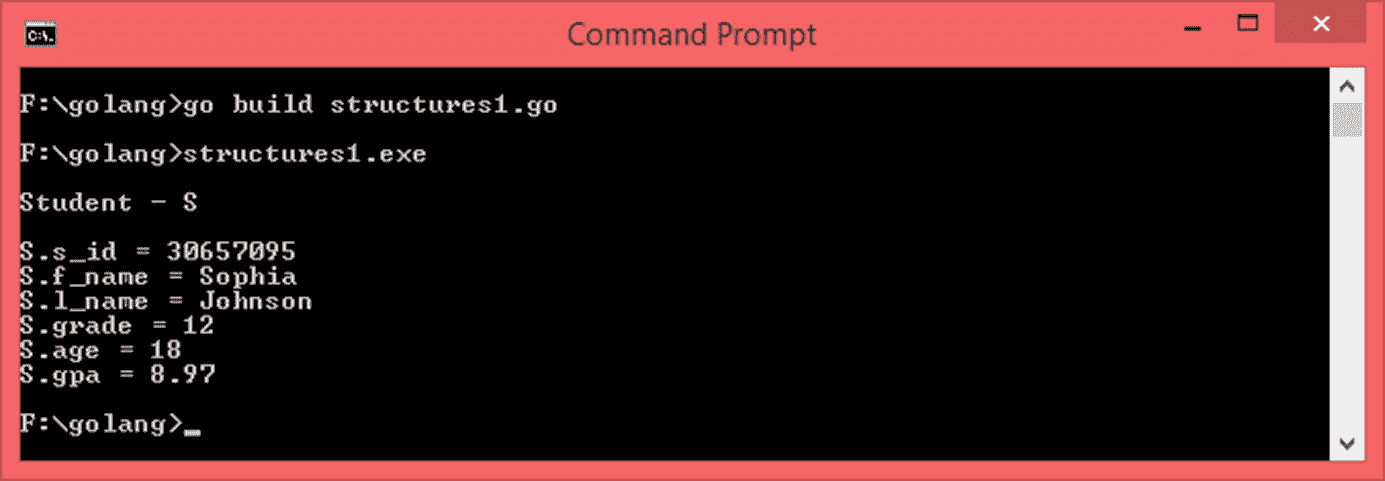 C:\.
Command Prompt
F:\golang>go build structures1.go
F:\golang>structures1.exe
Student - S
S.s_id = 30657095
S.f_name = Sophia
S.l_name = Johnson
S.grade = 12
S.age = 18
S.gpa = 8.97
F:\golang>_